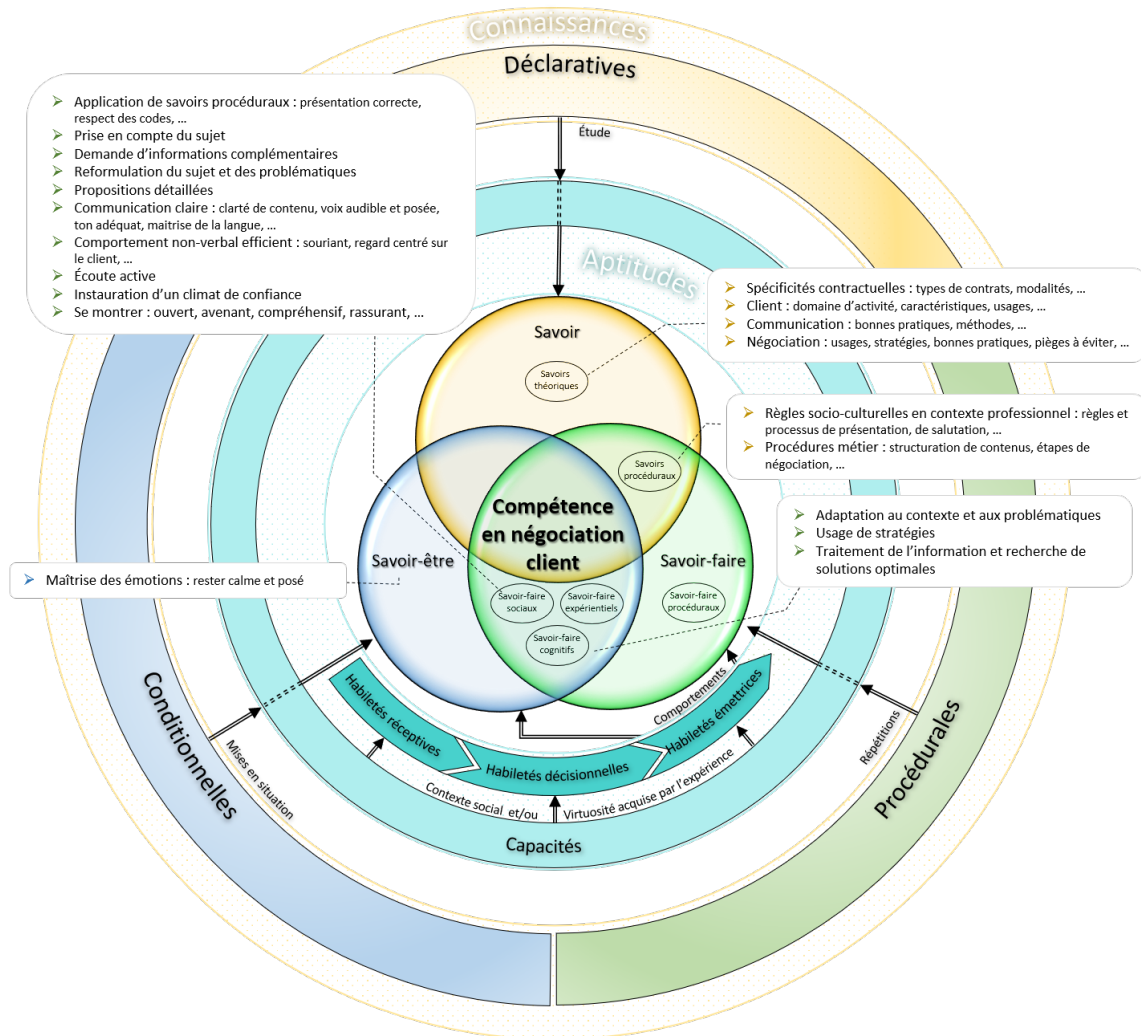 Connaissances
Déclaratives
➢ Application de savoirs procéduraux : présentation correcte,
respect des codes, …
➢ Prise en compte du sujet
➢ Demande d'informations complémentaires
➢ Reformulation du sujet et des problématiques
➢ Propositions détaillées
➢ Communication claire : clarté de contenu, voix audible et posée,
ton adéquat, maitrise de la langue, …
➢ Comportement non-verbal efficient : souriant, regard centré sur
le client, …
➢ Écoute active
➢ Instauration d'un climat de confiance
➢ Se montrer : ouvert, avenant, compréhensif, rassurant, …
Étude
Aptitudes
➢ Spécificités contractuelles : types de contrats, modalités, …
➢ Client : domaine d'activité, caractéristiques, usages, …
➢ Communication : bonnes pratiques, méthodes, …
➢ Négociation : usages, stratégies, bonnes pratiques, pièges à éviter, …
Savoir
Savoirs
théoriques
➢ Règles socio-culturelles en contexte professionnel : règles et
processus de présentation, de salutation, …
➢ Procédures métier : structuration de contenus, étapes de
négociation, …
Savoirs
procéduraux
➢ Adaptation au contexte et aux problématiques
➢ Usage de stratégies
➢ Traitement de l'information et recherche de
solutions optimales
Compétence
en négociation
client
Savoir-être
Savoir-faire
➢ Maîtrise des émotions : rester calme et posé
Savoir-faire
sociaux
Savoir-faire
expérientiels
Savoir-faire
procéduraux
Savoir-faire
cognitifs
Conditionnelles
Mises en situation
Habiletés réceptives
Habiletés décisionnelles
Habiletés émettrices
Comportements
Répétitions
Procédurales
Contexte social et/ou
Virtuosité acquise par l'expérience
Capacités